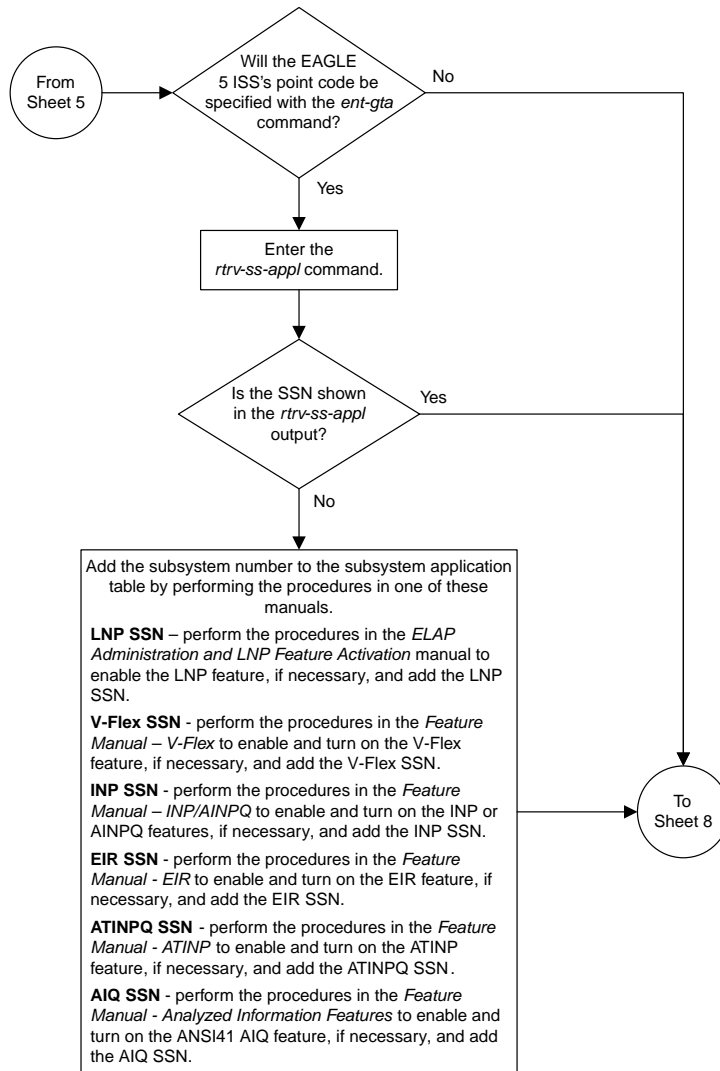 From
Sheet 5
Will the EAGLE
5 ISS's point code be
specified with the ent-gta
command?
No
Yes
Enter the
rtrv-ss-appl command.
Is the SSN shown
in the rtrv-ss-appl
output?
Yes
No
Add the subsystem number to the subsystem application
table by performing the procedures in one of these
manuals.
LNP SSN – perform the procedures in the ELAP
Administration and LNP Feature Activation manual to
enable the LNP feature, if necessary, and add the LNP
SSN.
V-Flex SSN - perform the procedures in the Feature
Manual – V-Flex to enable and turn on the V-Flex
feature, if necessary, and add the V-Flex SSN.
INP SSN - perform the procedures in the Feature
Manual – INP/AINPQ to enable and turn on the INP or
AINPQ features, if necessary, and add the INP SSN.
EIR SSN - perform the procedures in the Feature
Manual - EIR to enable and turn on the EIR feature, if
necessary, and add the EIR SSN.
ATINPQ SSN - perform the procedures in the Feature
Manual - ATINP to enable and turn on the ATINP
feature, if necessary, and add the ATINPQ SSN.
AIQ SSN - perform the procedures in the Feature
Manual - Analyzed Information Features to enable and
turn on the ANSI41 AIQ feature, if necessary, and add
the AIQ SSN.
To
Sheet 8